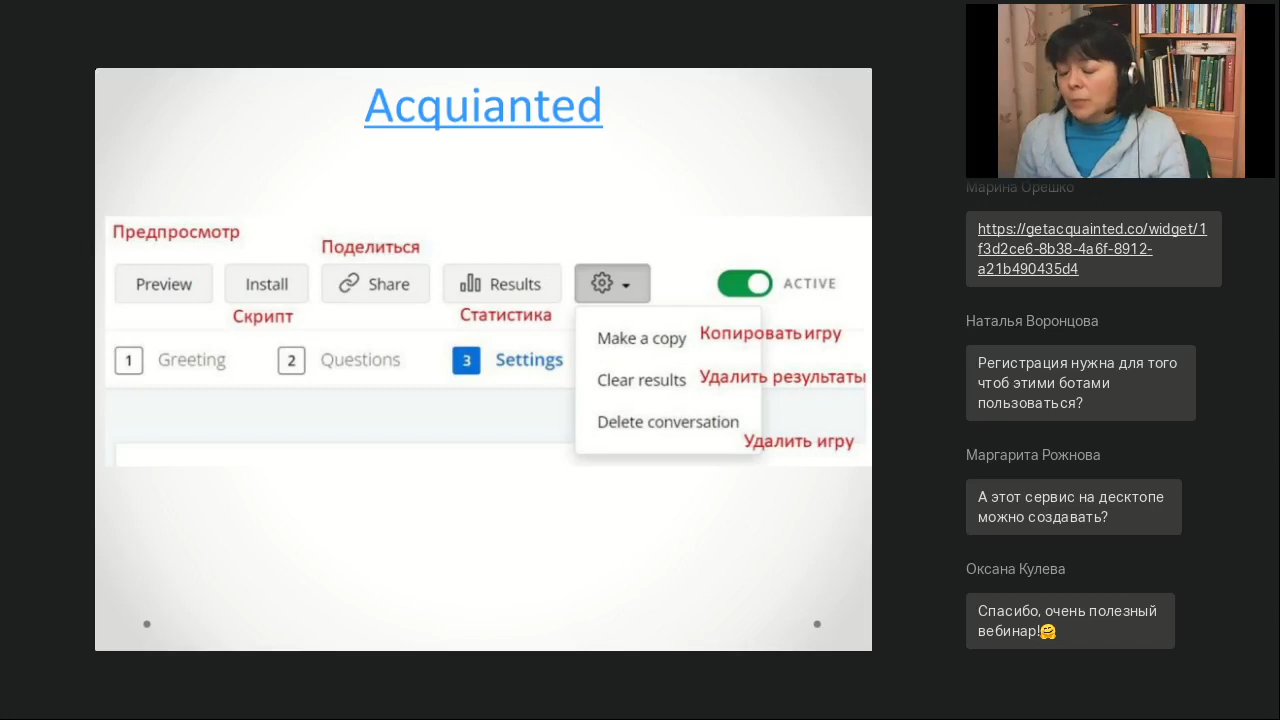 Acquianted
Предпросмотр
Поделиться
Preview
Install
Share
Results
ACTIVE
Скрипт
Статистика
Make a copy
Копировать игру
1 Greeting
2 Questions
3 Settings
Clear results
Удалить результаты
Delete conversation
Удалить игру
Марина Орешко
https://getacquainted.co/widget/1
f3d2ce6-8b38-4a6f-8912-
a21b490435d4
Наталья Воронцова
Регистрация нужна для того
чтоб этими ботами
пользоваться?
Маргарита Рожнова
А этот сервис на десктопе
можно создавать?
Оксана Кулева
Спасибо, очень полезный
вебинар!🤗